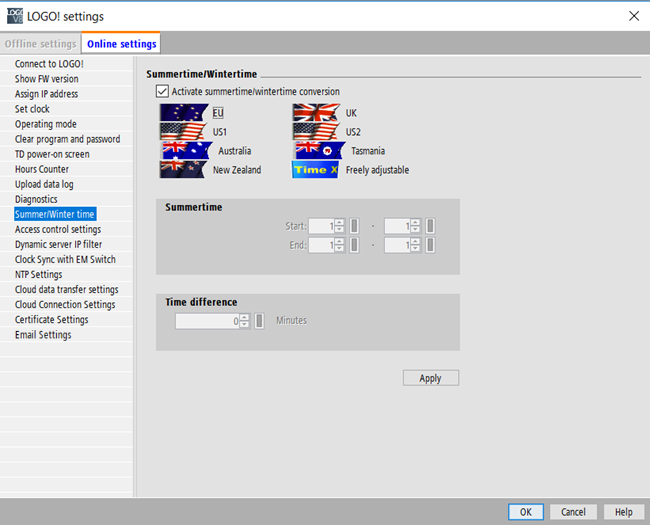 LOGO! settings
Offline settings
Online settings
Connect to LOGO!
Show FW version
Assign IP address
Set clock
Operating mode
Clear program and password
TD power-on screen
Hours Counter
Upload data log
Diagnostics
Summer/Winter time
Access control settings
Dynamic server IP filter
Clock Sync with EM Switch
NTP Settings
Cloud data transfer settings
Cloud Connection Settings
Certificate Settings
Email Settings
Summertime/Wintertime
Activate summertime/wintertime conversion
EU
UK
US1
US2
Australia
Tasmania
New Zealand
Time X Freely adjustable
Summertime
Start: 1 - 1
End: 1 - 1
Time difference
0 Minutes
Apply
OK Cancel Help